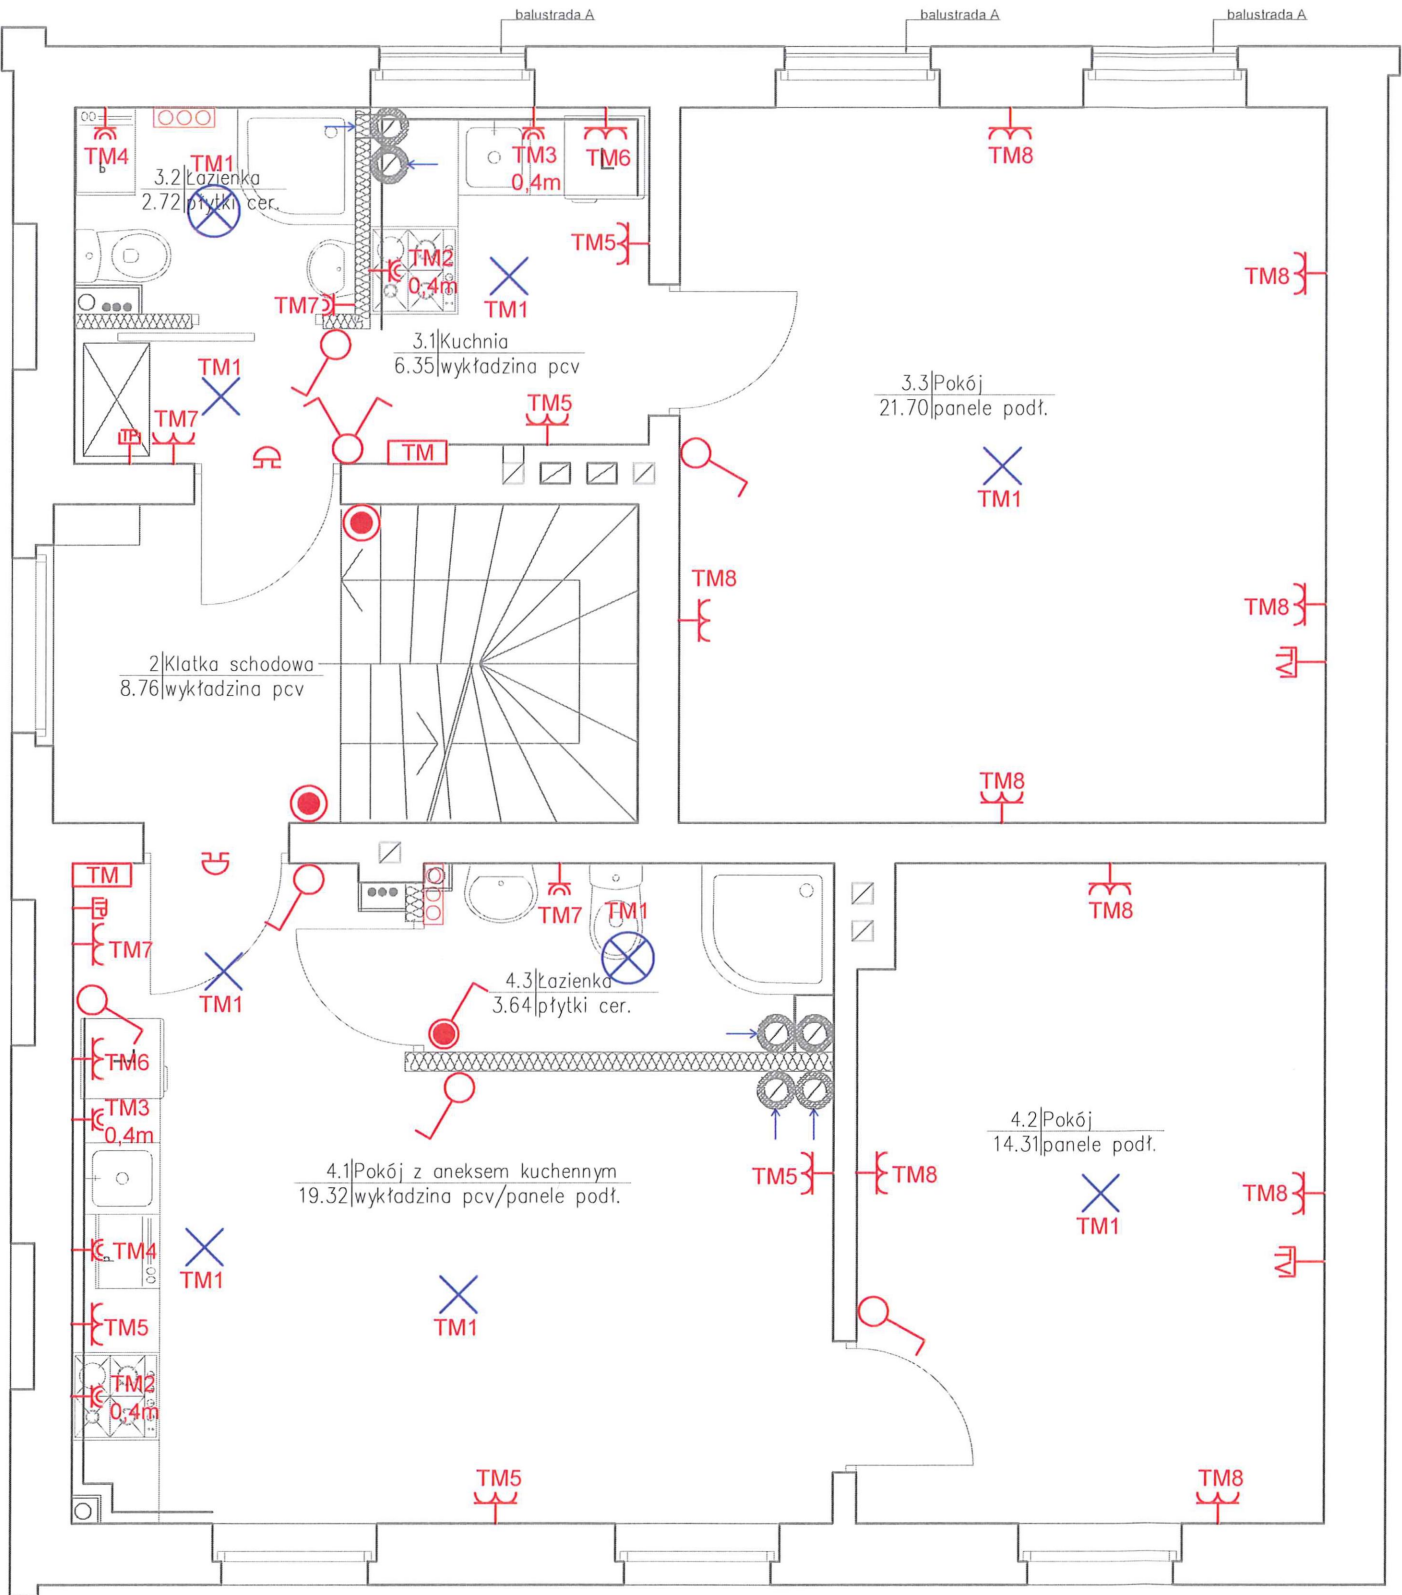 balustrada A
balustrada A
balustrada A
TM4
TM1
TM3
0,4m
TM6
L
TM8
3.2 Łazienka
2.72 płytki cer.
TM5
TM2
0,4m
TM1
TM7
TM8
3.1 Kuchnia
6.35 wykładzina pcv
TM1
TM7
TP
TM5
TM
3.3 Pokój
21.70 panele podł.
TM1
TM8
TM8
TV
2 Klatka schodowa
8.76 wykładzina pcv
TM8
TM
TP
TM7
TM1
TM7
TM1
TM8
4.3 Łazienka
3.64 płytki cer.
TM6
TM3
0,4m
4.1 Pokój z aneksem kuchennym
19.32 wykładzina pcv/panele podł.
TM5
TM8
4.2 Pokój
14.31 panele podł.
TM1
TM8
TV
TM4
TM1
TM1
TM5
TM2
0,4m
TM5
TM8